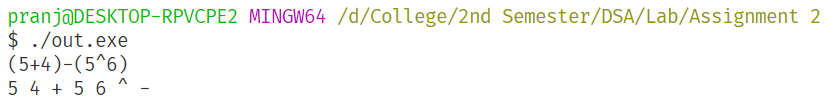 pranj@DESKTOP-RPVCPE2 MINGW64 /d/College/2nd Semester/DSA/Lab/Assignment 2
$ ./out.exe
(5+4)-(5^6)
5 4 + 5 6 ^ -